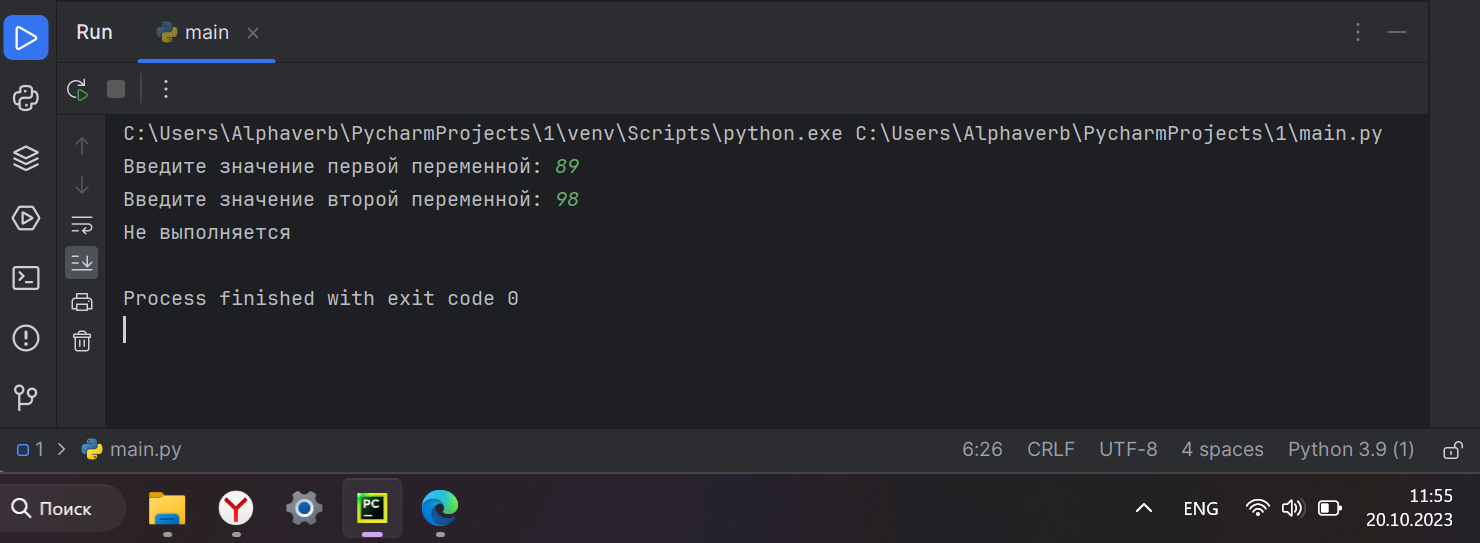 Run main
C:\Users\Alphaverb\PycharmProjects\1\venv\Scripts\python.exe C:\Users\Alphaverb\PycharmProjects\1\main.py
Введите значение первой переменной: 89
Введите значение второй переменной: 98
Не выполняется
Process finished with exit code 0
1 main.py 6:26 CRLF UTF-8 4 spaces Python 3.9 (1)
Поиск PC ENG 11:55
20.10.2023